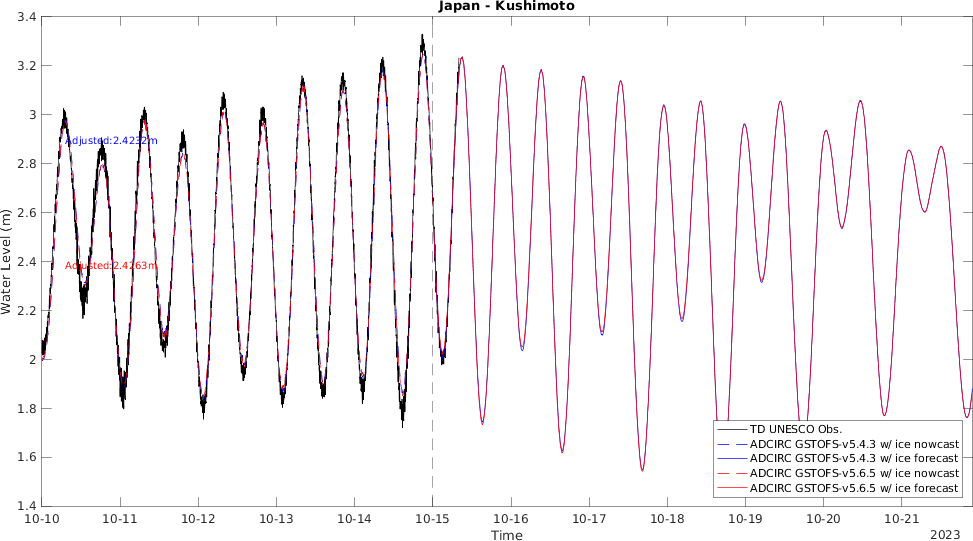 Japan - Kushimoto
3.4
3.2
3
2.8
2.6
2.4
2.2
2
1.8
1.6
1.4
Water Level (m)
Adjusted:2.4232m
Adjusted:2.4263m
TD UNESCO Obs.
ADCIRC GSTOFS-v5.4.3 w/ ice nowcast
ADCIRC GSTOFS-v5.4.3 w/ ice forecast
ADCIRC GSTOFS-v5.6.5 w/ ice nowcast
ADCIRC GSTOFS-v5.6.5 w/ ice forecast
10-10 10-11 10-12 10-13 10-14 10-15 10-16 10-17 10-18 10-19 10-20 10-21
Time
2023